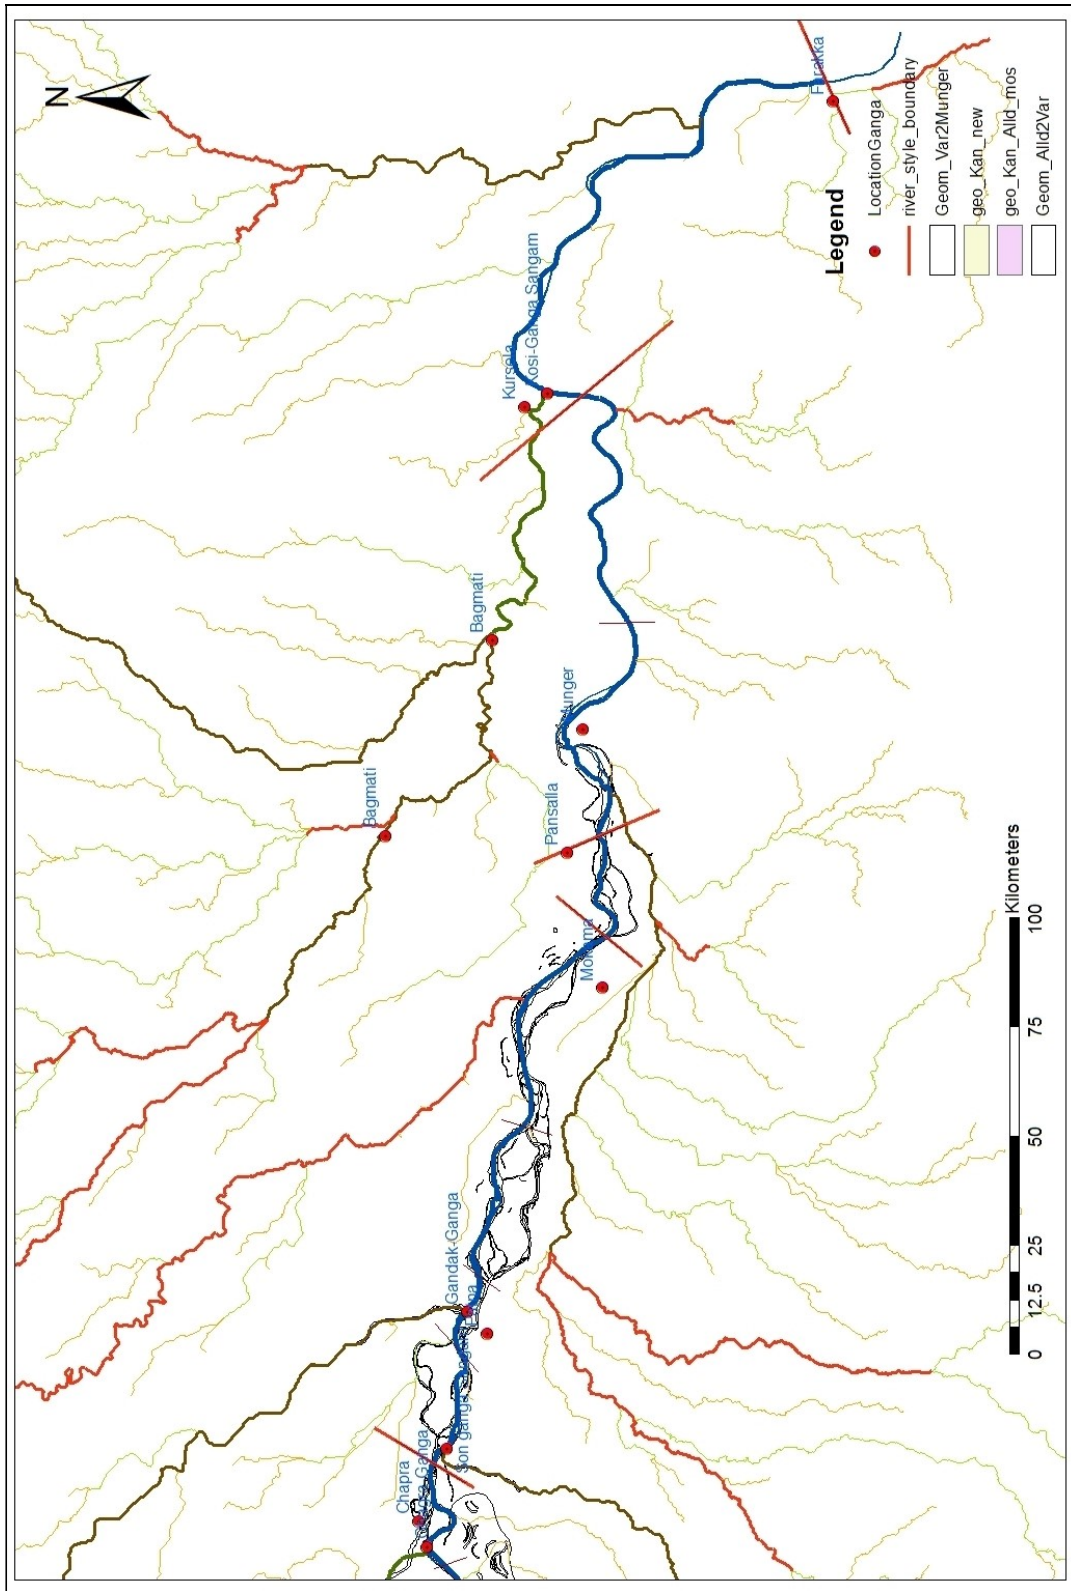 N
Farakka
Kursela
Kosi-Ganga Sangam
Bagmati
Bagmati
Munger
Pansalla
Mokama
Gandak-Ganga
Son ganga
Chapra
Ganga
Legend
LocationGanga
river_style_boundary
Geom_Var2Munger
geo_Kan_new
geo_Kan_Alld_mos
Geom_Alld2Var
0 12.5 25 50 75 100
Kilometers